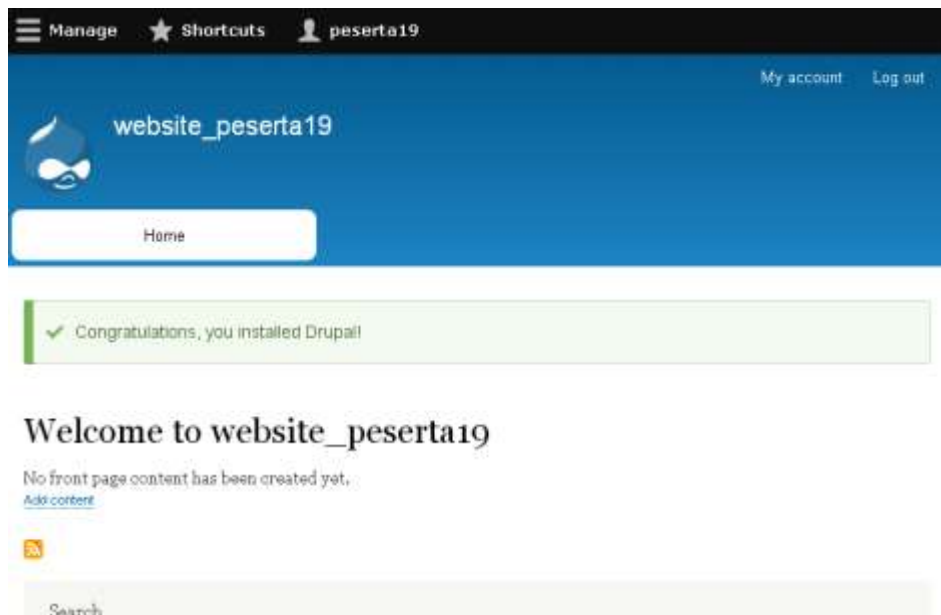 Manage Shortcuts peserta19
My account Log out
website_peserta19
Home
Congratulations, you installed Drupal!
Welcome to website_peserta19
No front page content has been created yet.
Add content
Search